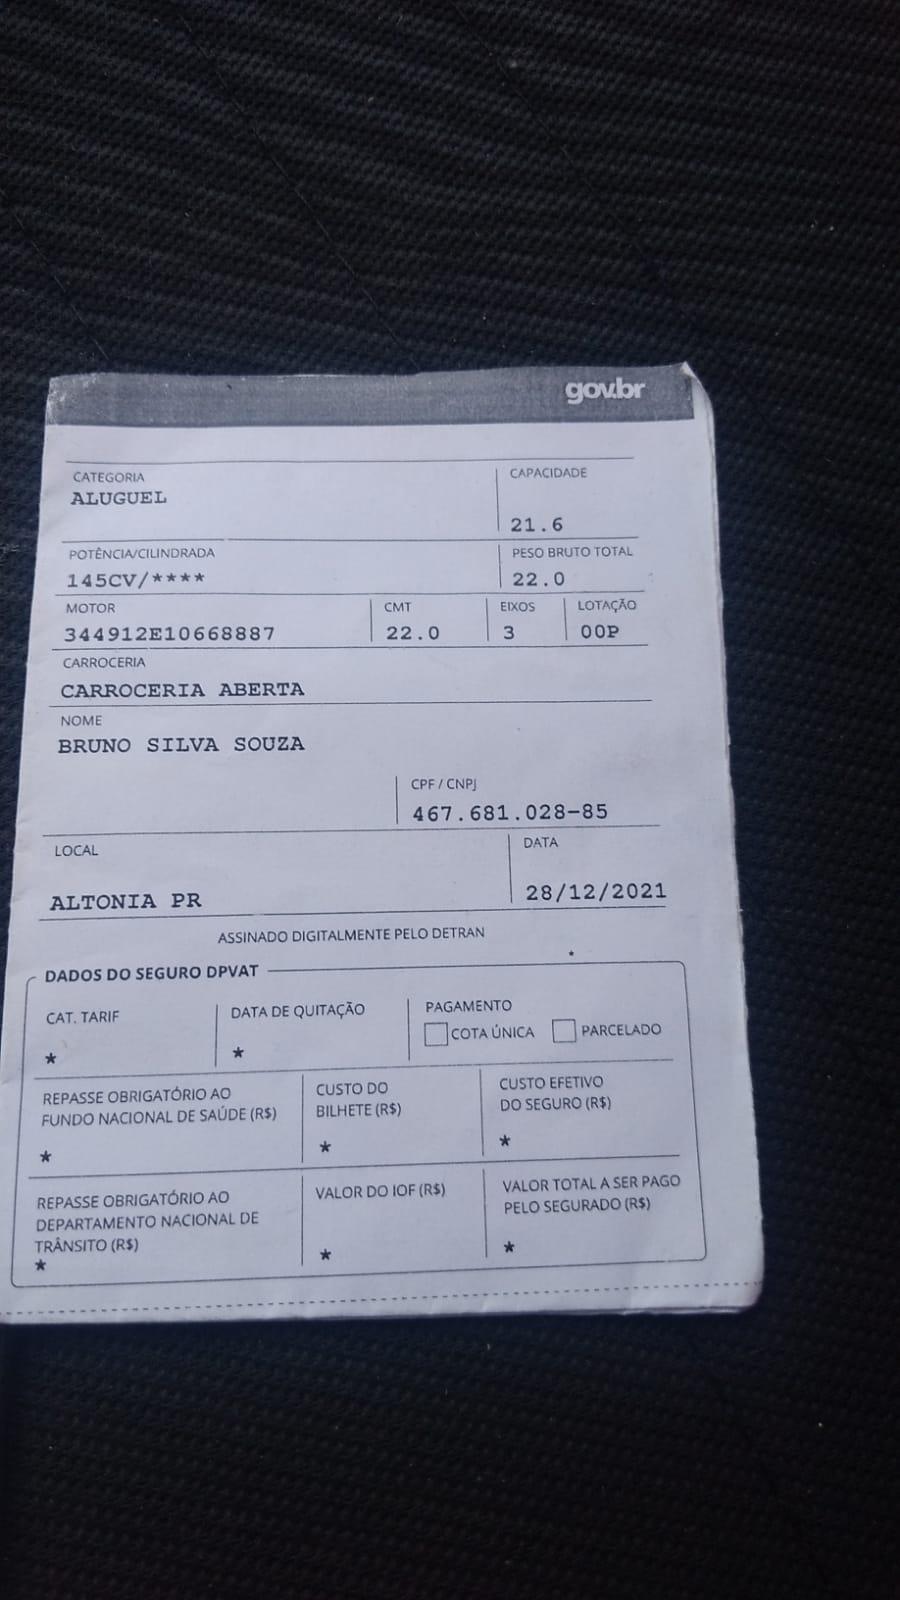 gov.br
CATEGORIA
ALUGUEL
CAPACIDADE
21.6
POTÊNCIA/CILINDRADA
145CV/****
PESO BRUTO TOTAL
22.0
MOTOR
344912E10668887
CMT
22.0
EIXOS
3
LOTAÇÃO
00P
CARROCERIA
CARROCERIA ABERTA
NOME
BRUNO SILVA SOUZA
CPF / CNPJ
467.681.028-85
LOCAL
ALTONIA PR
DATA
28/12/2021
ASSINADO DIGITALMENTE PELO DETRAN
DADOS DO SEGURO DPVAT
CAT. TARIF
*
DATA DE QUITAÇÃO
*
PAGAMENTO
COTA ÚNICA PARCELADO
REPASSE OBRIGATÓRIO AO
FUNDO NACIONAL DE SAÚDE (R$)
*
CUSTO DO
BILHETE (R$)
*
CUSTO EFETIVO
DO SEGURO (R$)
*
REPASSE OBRIGATÓRIO AO
DEPARTAMENTO NACIONAL DE
TRÂNSITO (R$)
*
VALOR DO IOF (R$)
*
VALOR TOTAL A SER PAGO
PELO SEGURADO (R$)
*